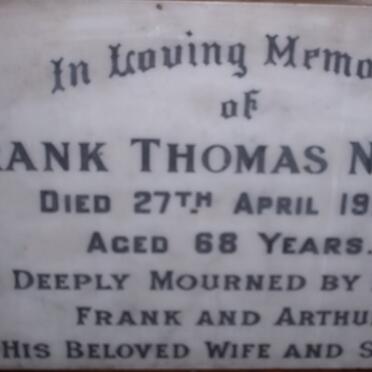 In Loving Memo
of
RANK THOMAS N
DIED 27TH APRIL 19
AGED 68 YEARS.
DEEPLY MOURNED BY
FRANK AND ARTHU
HIS BELOVED WIFE AND S